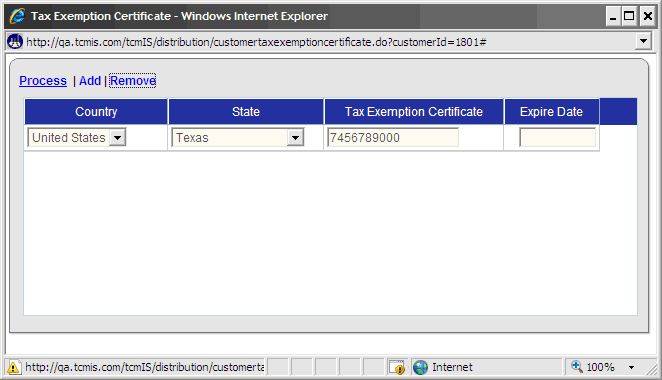 Tax Exemption Certificate - Windows Internet Explorer
http://qa.tcmis.com/tcmIS/distribution/customertaxexemptioncertificate.do?customerId=1801#
Process | Add | Remove
Country State Tax Exemption Certificate Expire Date
United States Texas 7456789000
http://qa.tcmis.com/tcmIS/distribution/customerta Internet 100%